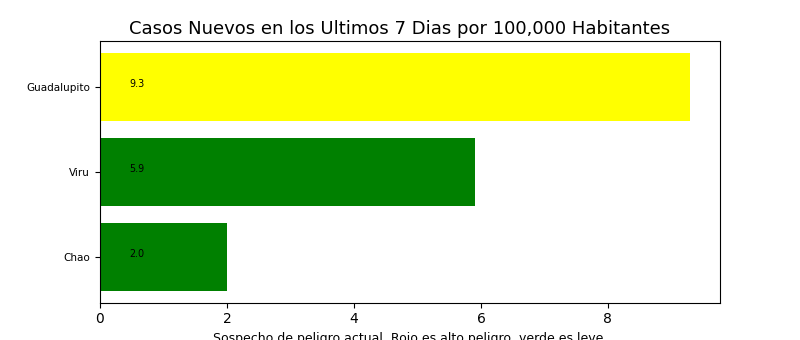 Casos Nuevos en los Ultimos 7 Dias por 100,000 Habitantes
Guadalupito
9.3
Viru
5.9
Chao
2.0
0 2 4 6 8
Sospecho de peligro actual. Rojo es alto peligro, verde es leve